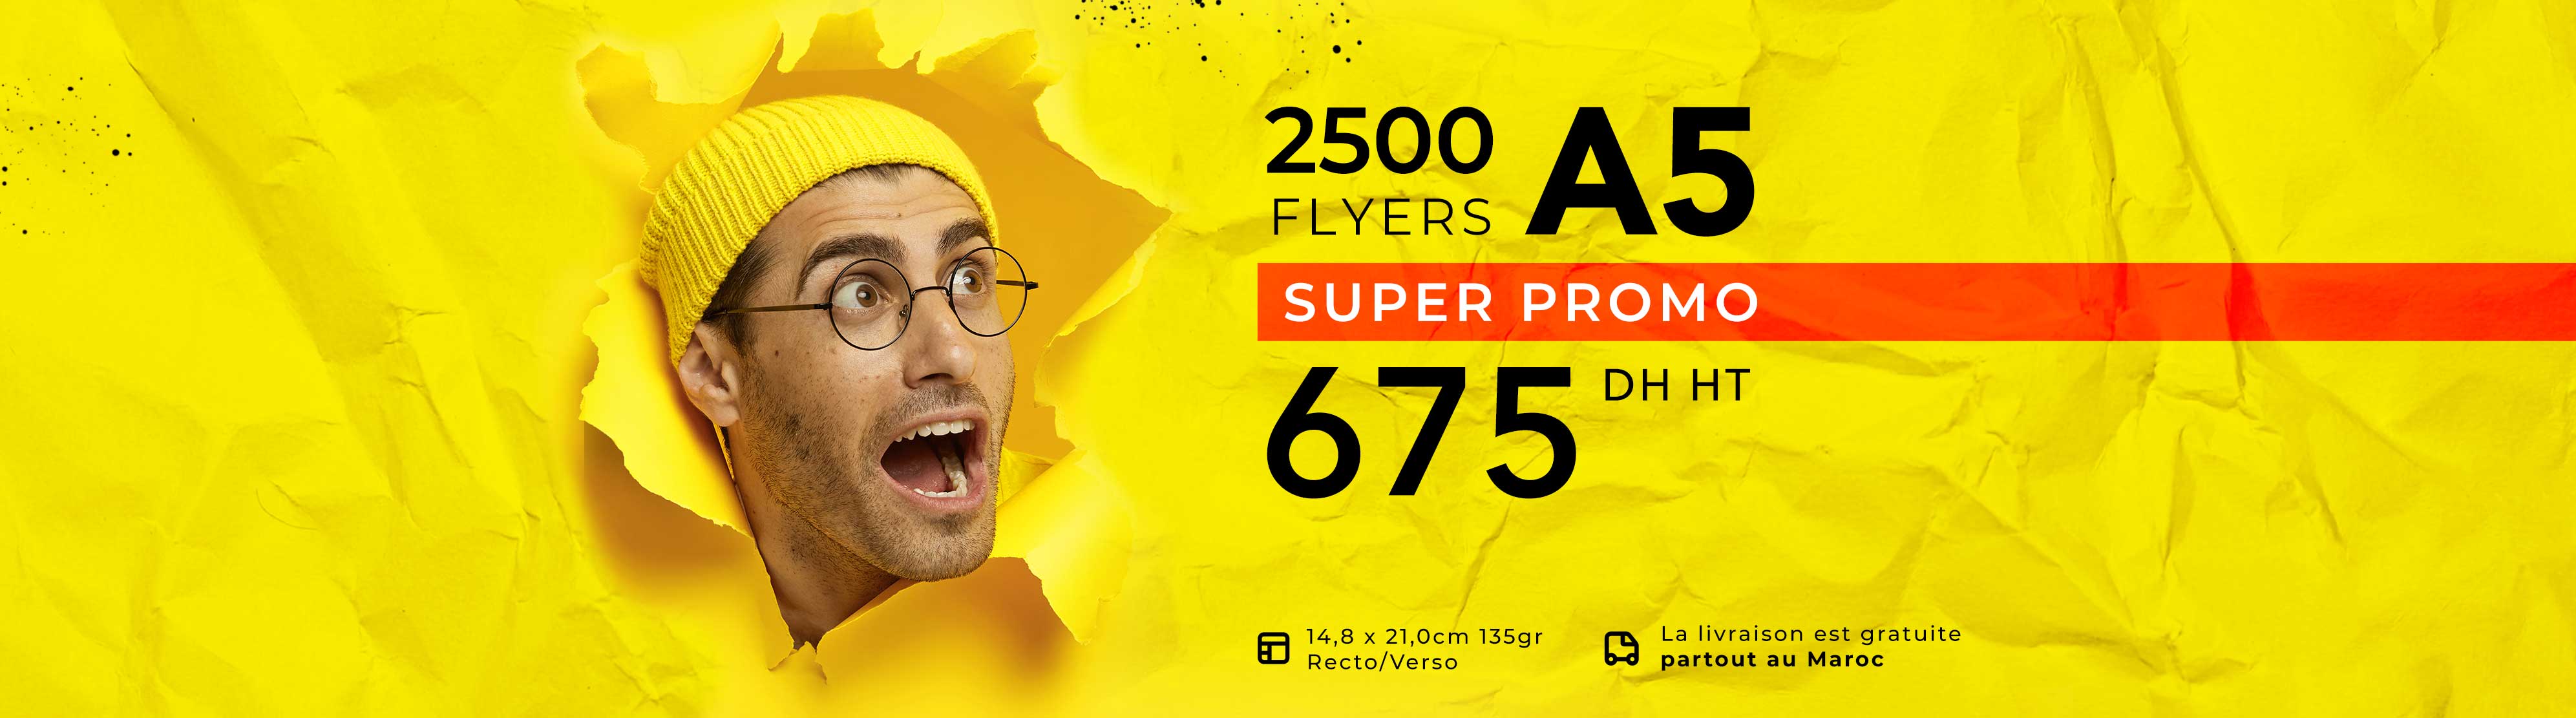 2500
FLYERS
A5
SUPER PROMO
675 DH HT
14,8 x 21,0cm 135gr
Recto/Verso
La livraison est gratuite
partout au Maroc